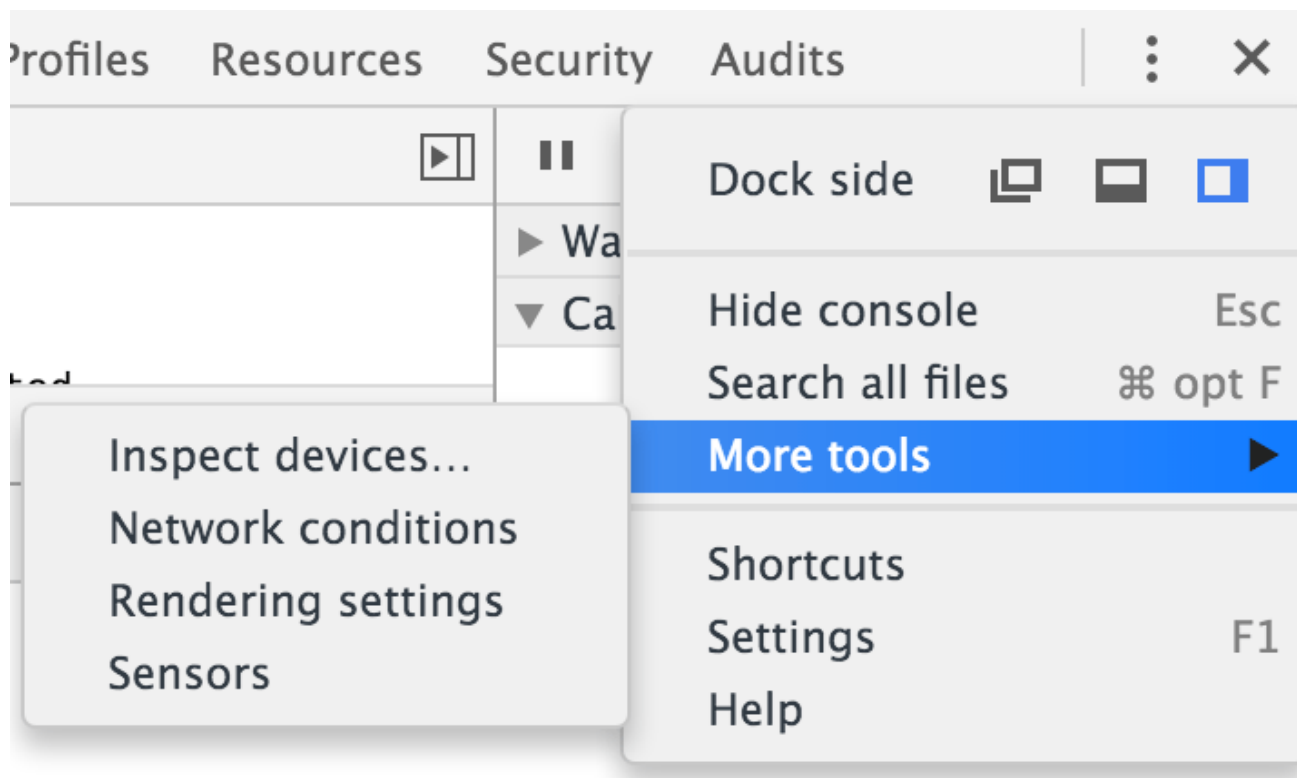 Profiles Resources Security Audits
Dock side
Wa
Ca
Hide console Esc
Search all files ⌘ opt F
More tools
Inspect devices...
Network conditions
Rendering settings
Sensors
Shortcuts
Settings F1
Help